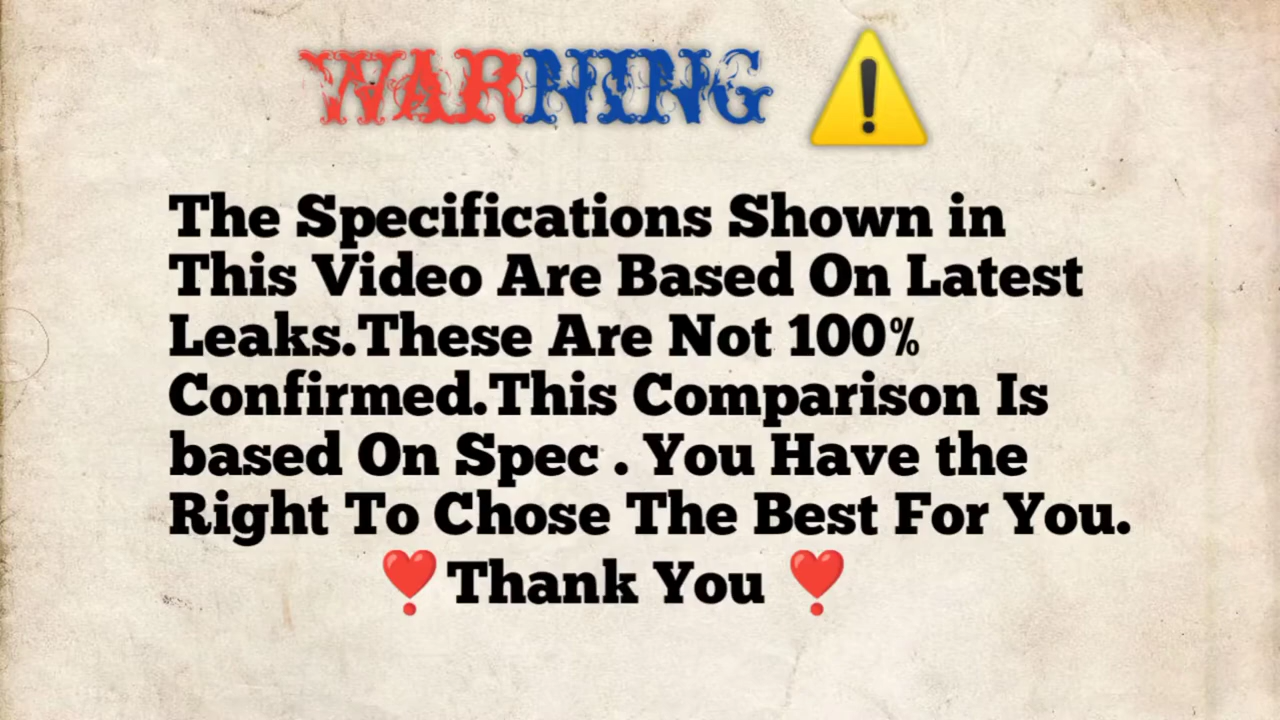 WARNING ⚠️
The Specifications Shown in
This Video Are Based On Latest
Leaks.These Are Not 100%
Confirmed.This Comparison Is
based On Spec . You Have the
Right To Chose The Best For You.
❣️Thank You ❣️